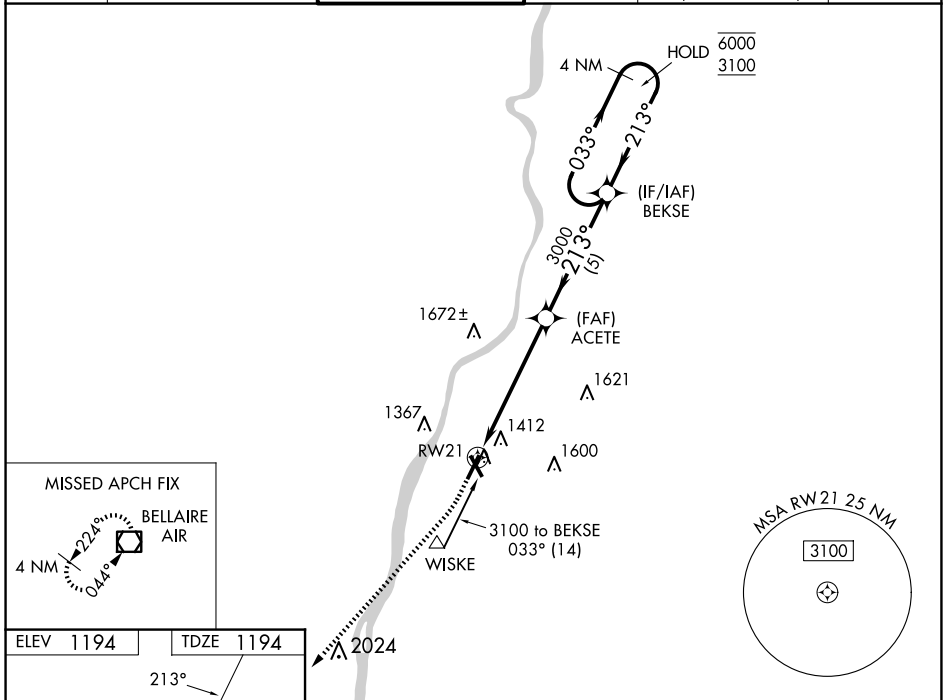 HOLD 6000
3100
4 NM
033°
213°
(IF/IAF)
BEKSE
3000
213°
(5)
(FAF)
ACETE
1672±
1621
1367
1412
RW21
1600
3100 to BEKSE
033° (14)
WISKE
MISSED APCH FIX
BELLAIRE
AIR
224°
4 NM
044°
MSA RW21 25 NM
3100
2024
ELEV 1194
TDZE 1194
213°